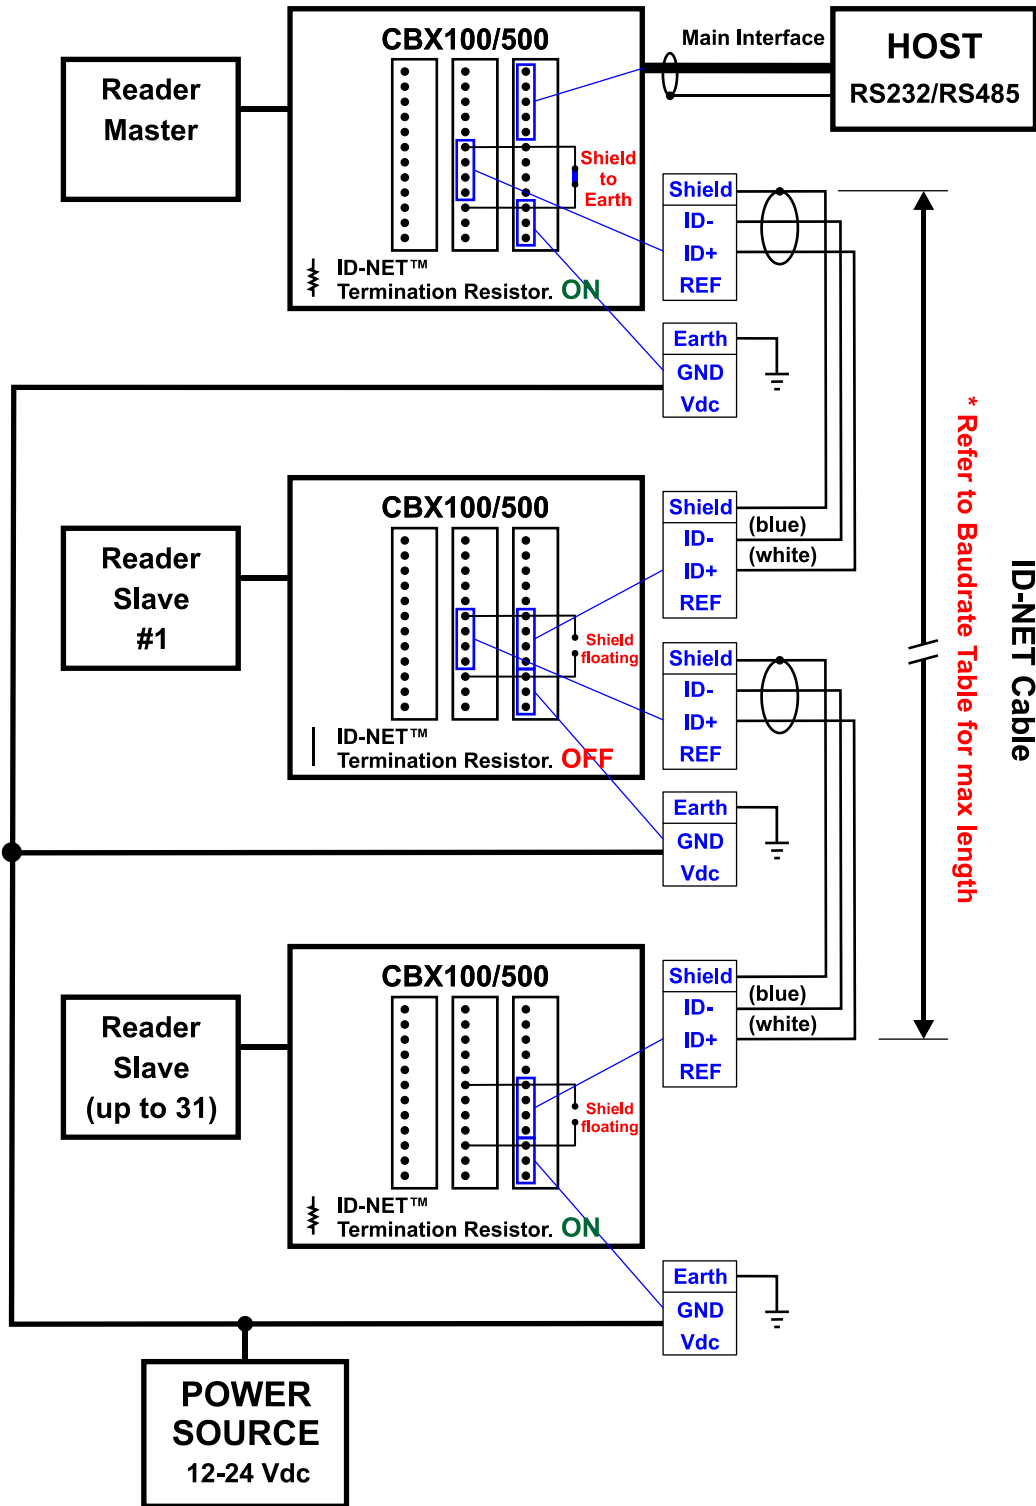 CBX100/500
Main Interface
HOST
RS232/RS485
Reader
Master
Shield
to
Earth
ID-NET™
Termination Resistor. ON
Shield
ID-
ID+
REF
Earth
GND
Vdc
CBX100/500
Reader
Slave
#1
Shield
floating
ID-NET™
Termination Resistor. OFF
Shield
ID-
(blue)
ID+
(white)
REF
Shield
ID-
ID+
REF
Earth
GND
Vdc
* Refer to Baudrate Table for max length
ID-NET Cable
CBX100/500
Reader
Slave
(up to 31)
Shield
floating
ID-NET™
Termination Resistor. ON
Shield
ID-
(blue)
ID+
(white)
REF
Earth
GND
Vdc
POWER
SOURCE
12-24 Vdc